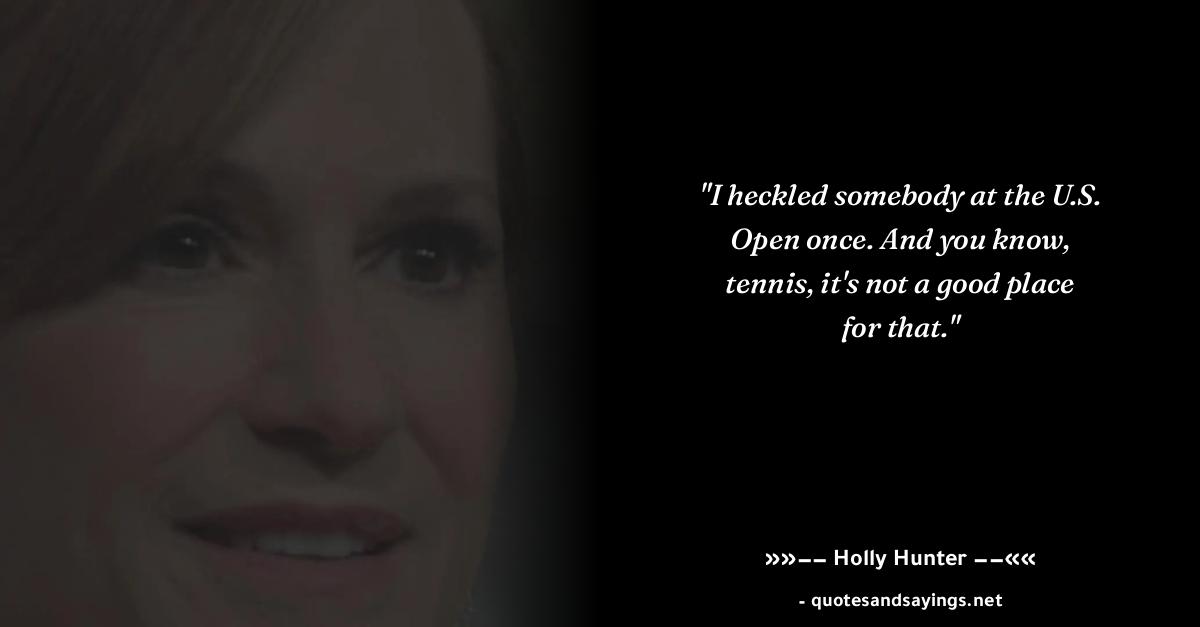 "I heckled somebody at the U.S.
Open once. And you know,
tennis, it's not a good place
for that."
»»–– Holly Hunter ––««
- quotesandsayings.net